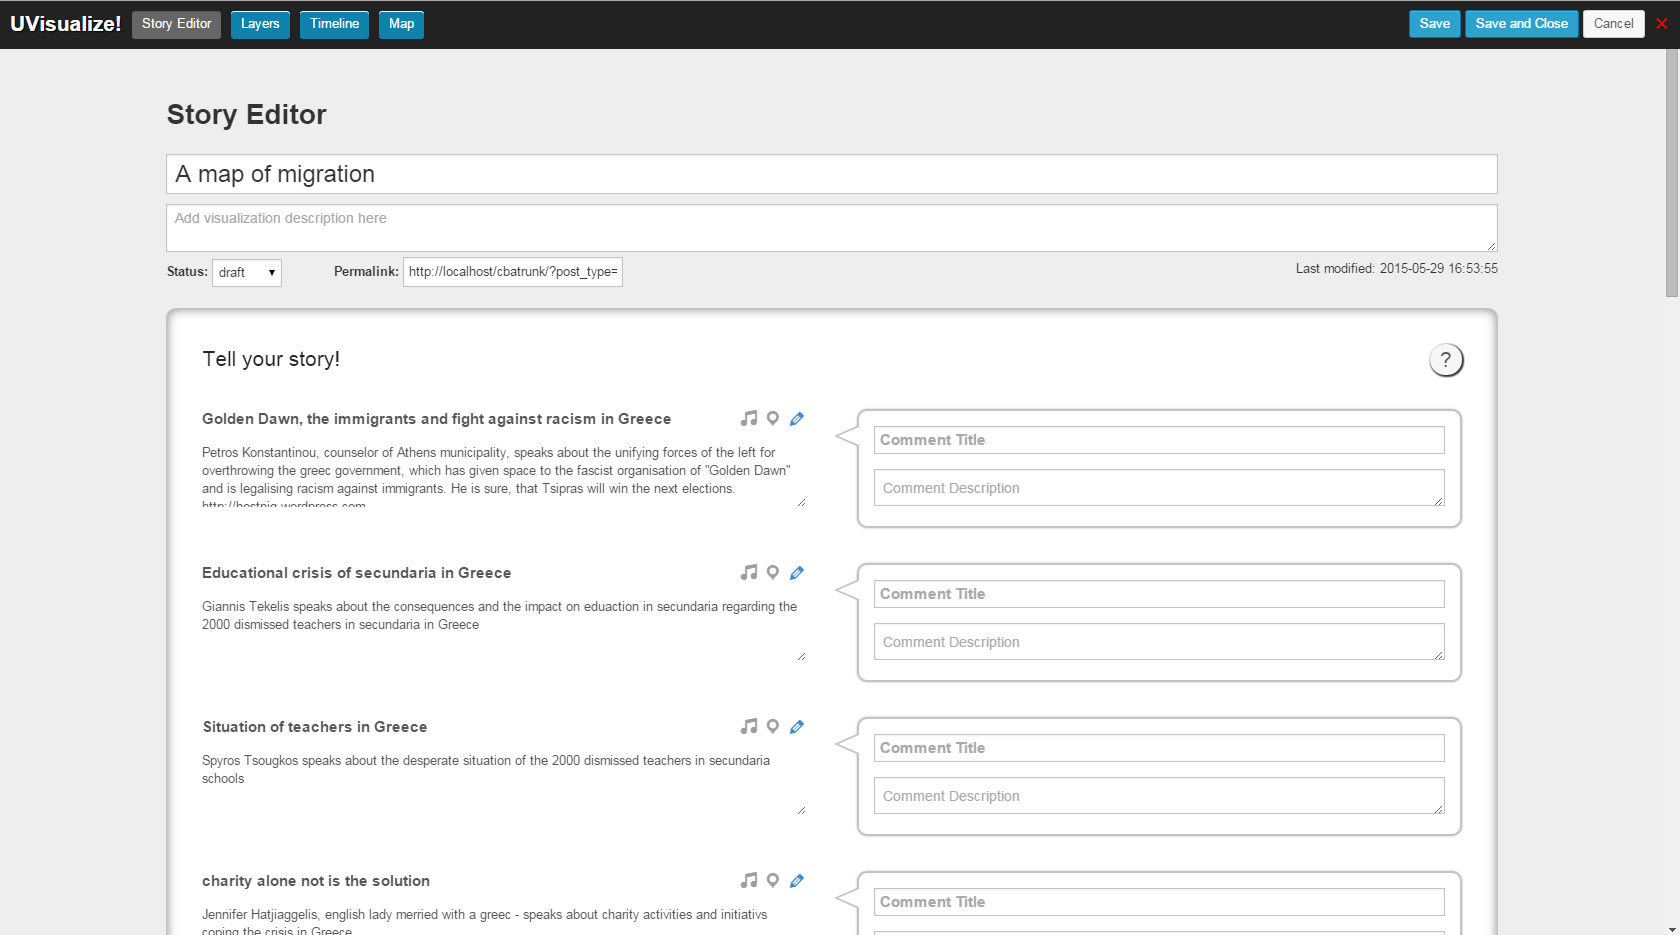 UVisualize! Story Editor Layers Timeline Map Save Save and Close Cancel ✕
Story Editor
A map of migration
Add visualization description here
Status: draft Permalink: http://localhost/cbatrunk/?post_type= Last modified: 2015-05-29 16:53:55
Tell your story! ?
Golden Dawn, the immigrants and fight against racism in Greece
Petros Konstantinou, counselor of Athens municipality, speaks about the unifying forces of the left for
overthrowing the greec government, which has given space to the fascist organisation of "Golden Dawn"
and is legalising racism against immigrants. He is sure, that Tsipras will win the next elections.
http://hostnig.wordpress.com
Comment Title
Comment Description
Educational crisis of secundaria in Greece
Giannis Tekelis speaks about the consequences and the impact on eduaction in secundaria regarding the
2000 dismissed teachers in secundaria in Greece
Comment Title
Comment Description
Situation of teachers in Greece
Spyros Tsougkos speaks about the desperate situation of the 2000 dismissed teachers in secundaria
schools
Comment Title
Comment Description
charity alone not is the solution
Jennifer Hatjiaggelis, english lady merried with a greec - speaks about charity activities and initiativs
coping the crisis in Greece
Comment Title